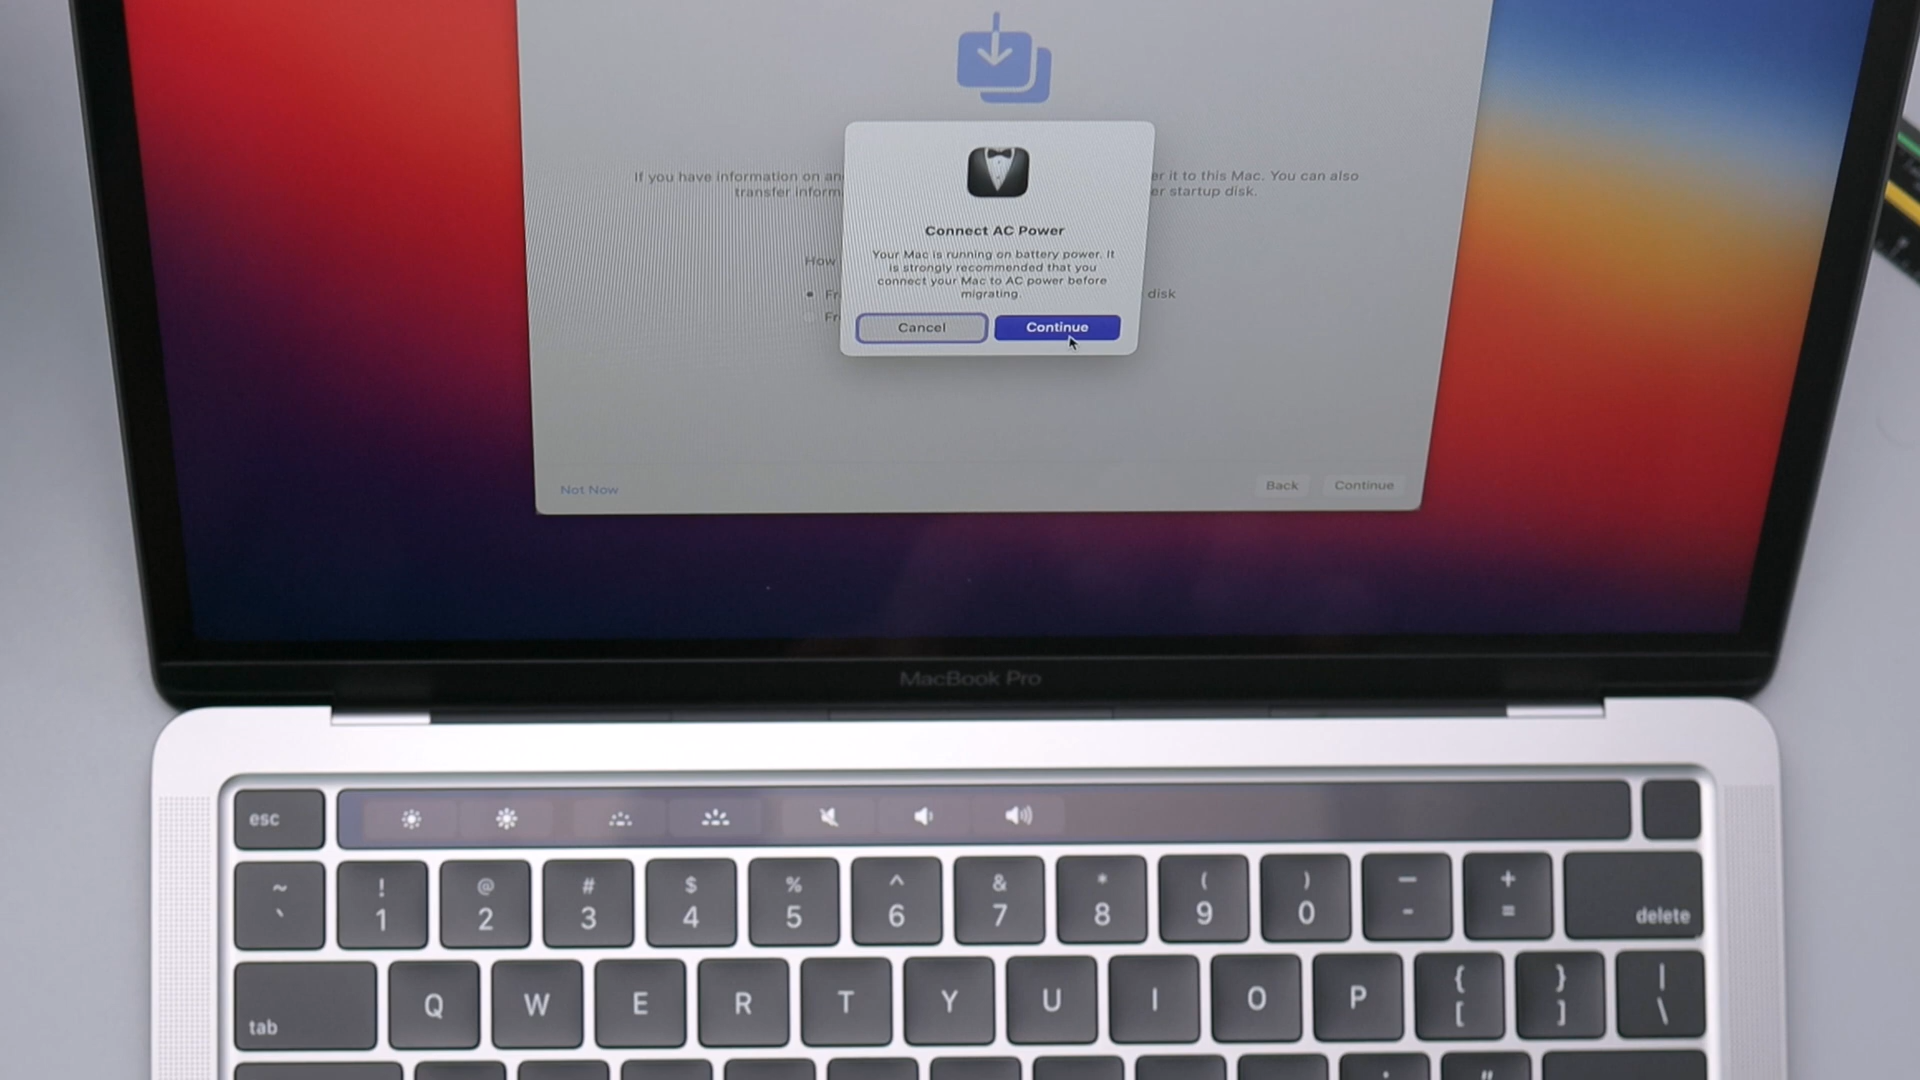 If you have information on an
er it to this Mac. You can also
transfer inform
er startup disk.
Connect AC Power
Your Mac is running on battery power. It
is strongly recommended that you
connect your Mac to AC power before
migrating.
How
Fr
disk
Fr
Cancel
Continue
Not Now
Back
Continue
MacBook Pro
esc
~ ! @ # $ % ^ & * ( ) — +
` 1 2 3 4 5 6 7 8 9 0 - =
delete
tab
Q W E R T Y U I O P { [ } ] | \
: "